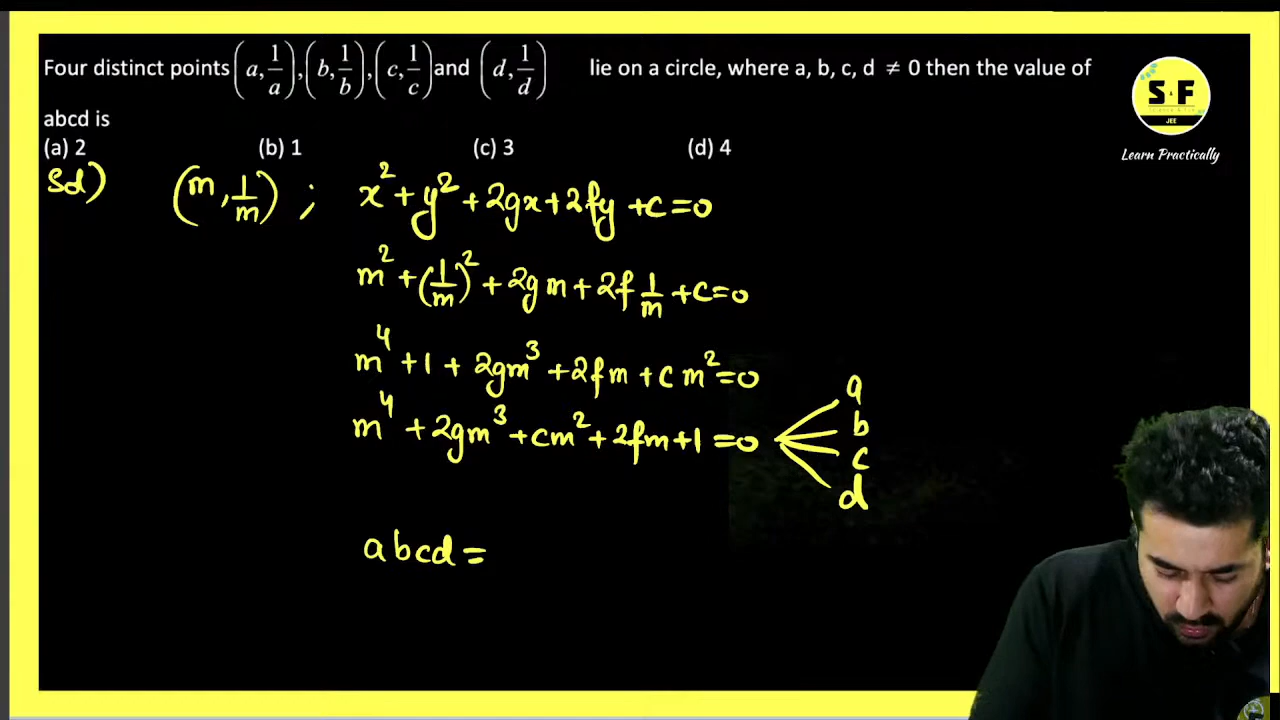 Four distinct points (a, 1/a), (b, 1/b), (c, 1/c) and (d, 1/d) lie on a circle, where a, b, c, d ≠ 0 then the value of
abcd is
(a) 2 (b) 1 (c) 3 (d) 4
S&F
JEE
Learn Practically
Sol) (m, 1/m) ; x² + y² + 2gx + 2fy + c = 0
m² + (1/m)² + 2gm + 2f 1/m + c = 0
m⁴ + 1 + 2gm³ + 2fm + cm² = 0
m⁴ + 2gm³ + cm² + 2fm + 1 = 0
a
b
c
d
abcd =